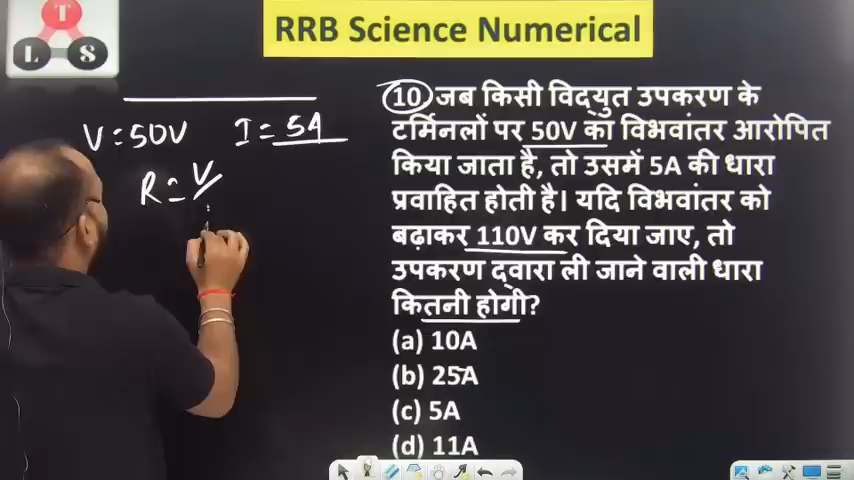 T
L S
RRB Science Numerical
V = 50V I = 5A
R = V/
10 जब किसी विद्युत उपकरण के
टर्मिनलों पर 50V का विभवांतर आरोपित
किया जाता है, तो उसमें 5A की धारा
प्रवाहित होती है। यदि विभवांतर को
बढ़ाकर 110V कर दिया जाए, तो
उपकरण द्वारा ली जाने वाली धारा
कितनी होगी?
(a) 10A
(b) 25A
(c) 5A
(d) 11A